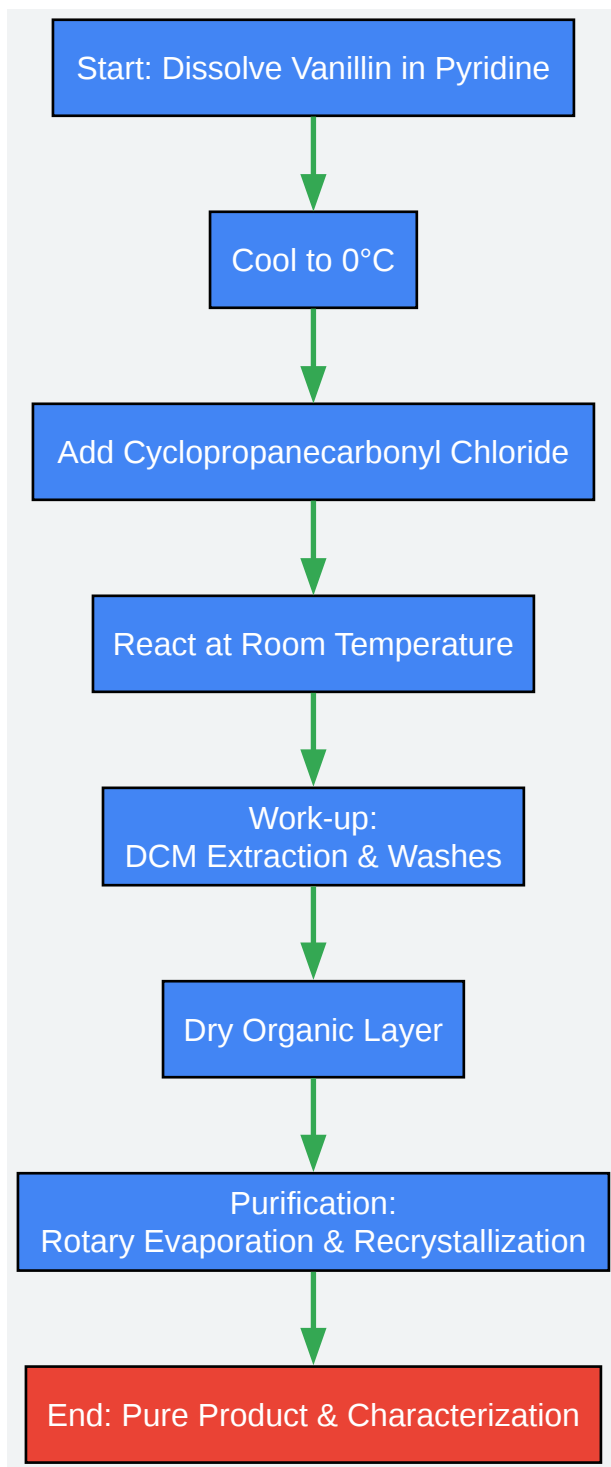 Start: Dissolve Vanillin in Pyridine
Cool to 0°C
Add Cyclopropanecarbonyl Chloride
React at Room Temperature
Work-up:
DCM Extraction & Washes
Dry Organic Layer
Purification:
Rotary Evaporation & Recrystallization
End: Pure Product & Characterization